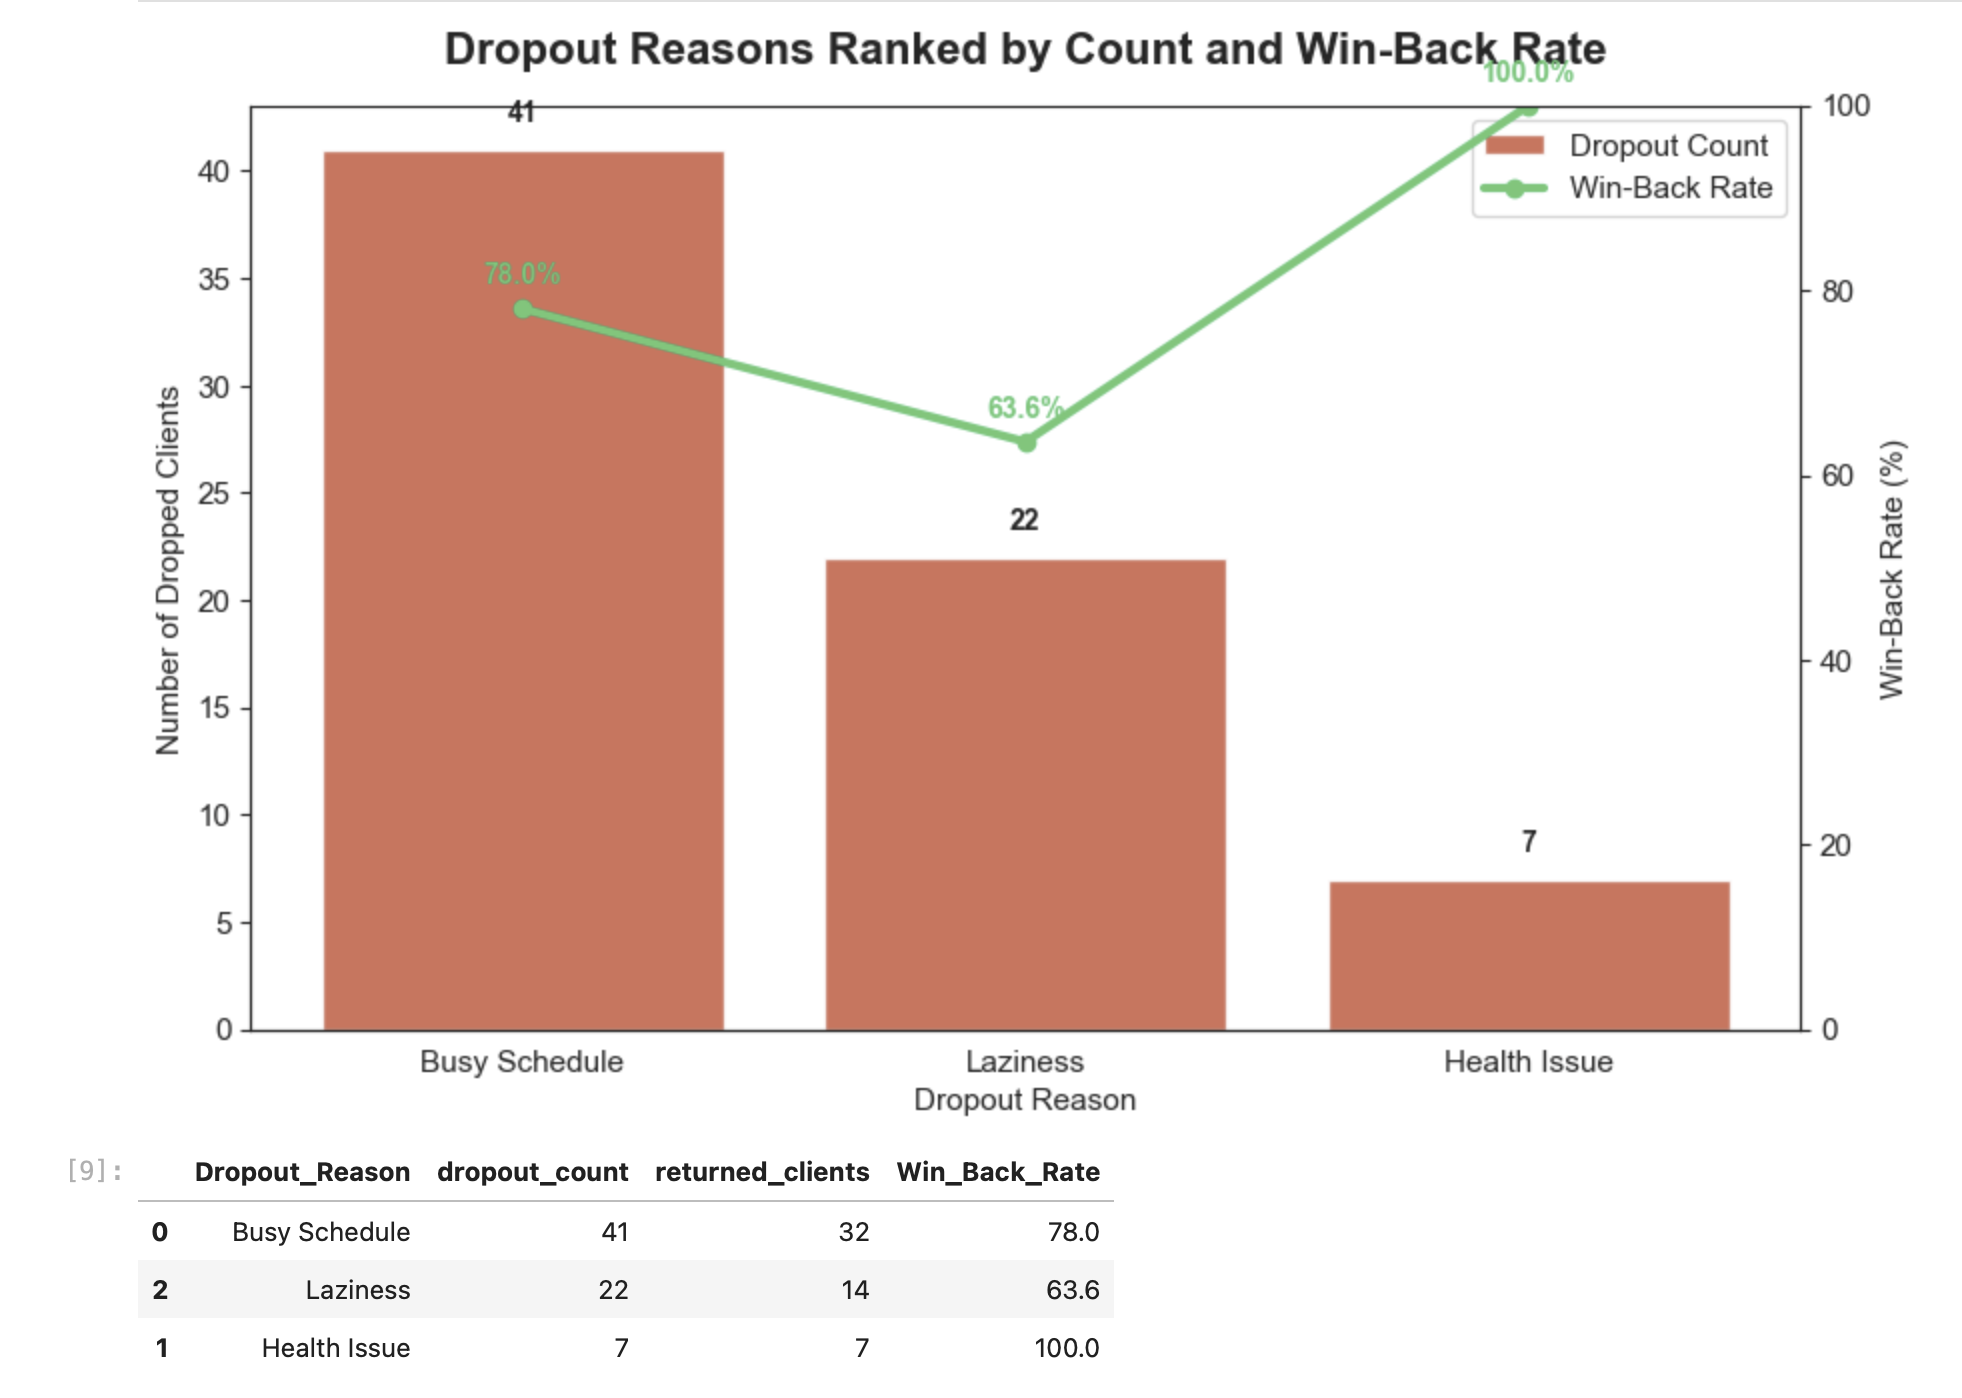 Dropout Reasons Ranked by Count and Win-Back Rate
100.0%
41
100
Dropout Count
Win-Back Rate
40
35
30
25
20
15
10
5
0
Number of Dropped Clients
78.0%
63.6%
22
7
80
60
40
20
0
Win-Back Rate (%)
Busy Schedule Laziness Health Issue
Dropout Reason
[9]: Dropout_Reason dropout_count returned_clients Win_Back_Rate
0 Busy Schedule 41 32 78.0
2 Laziness 22 14 63.6
1 Health Issue 7 7 100.0